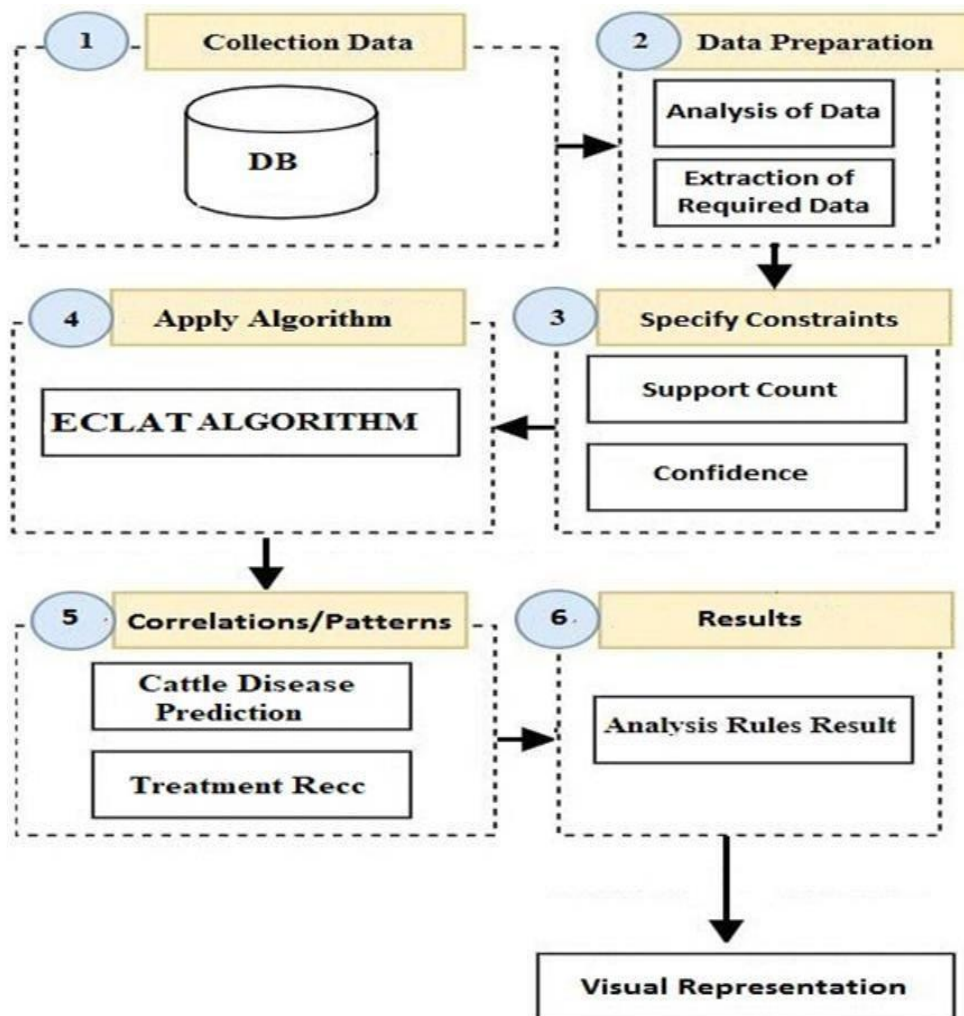 1
Collection Data
DB
2
Data Preparation
Analysis of Data
Extraction of
Required Data
3
Specify Constraints
Support Count
Confidence
4
Apply Algorithm
ECLAT ALGORITHM
5
Correlations/Patterns
Cattle Disease
Prediction
Treatment Recc
6
Results
Analysis Rules Result
Visual Representation